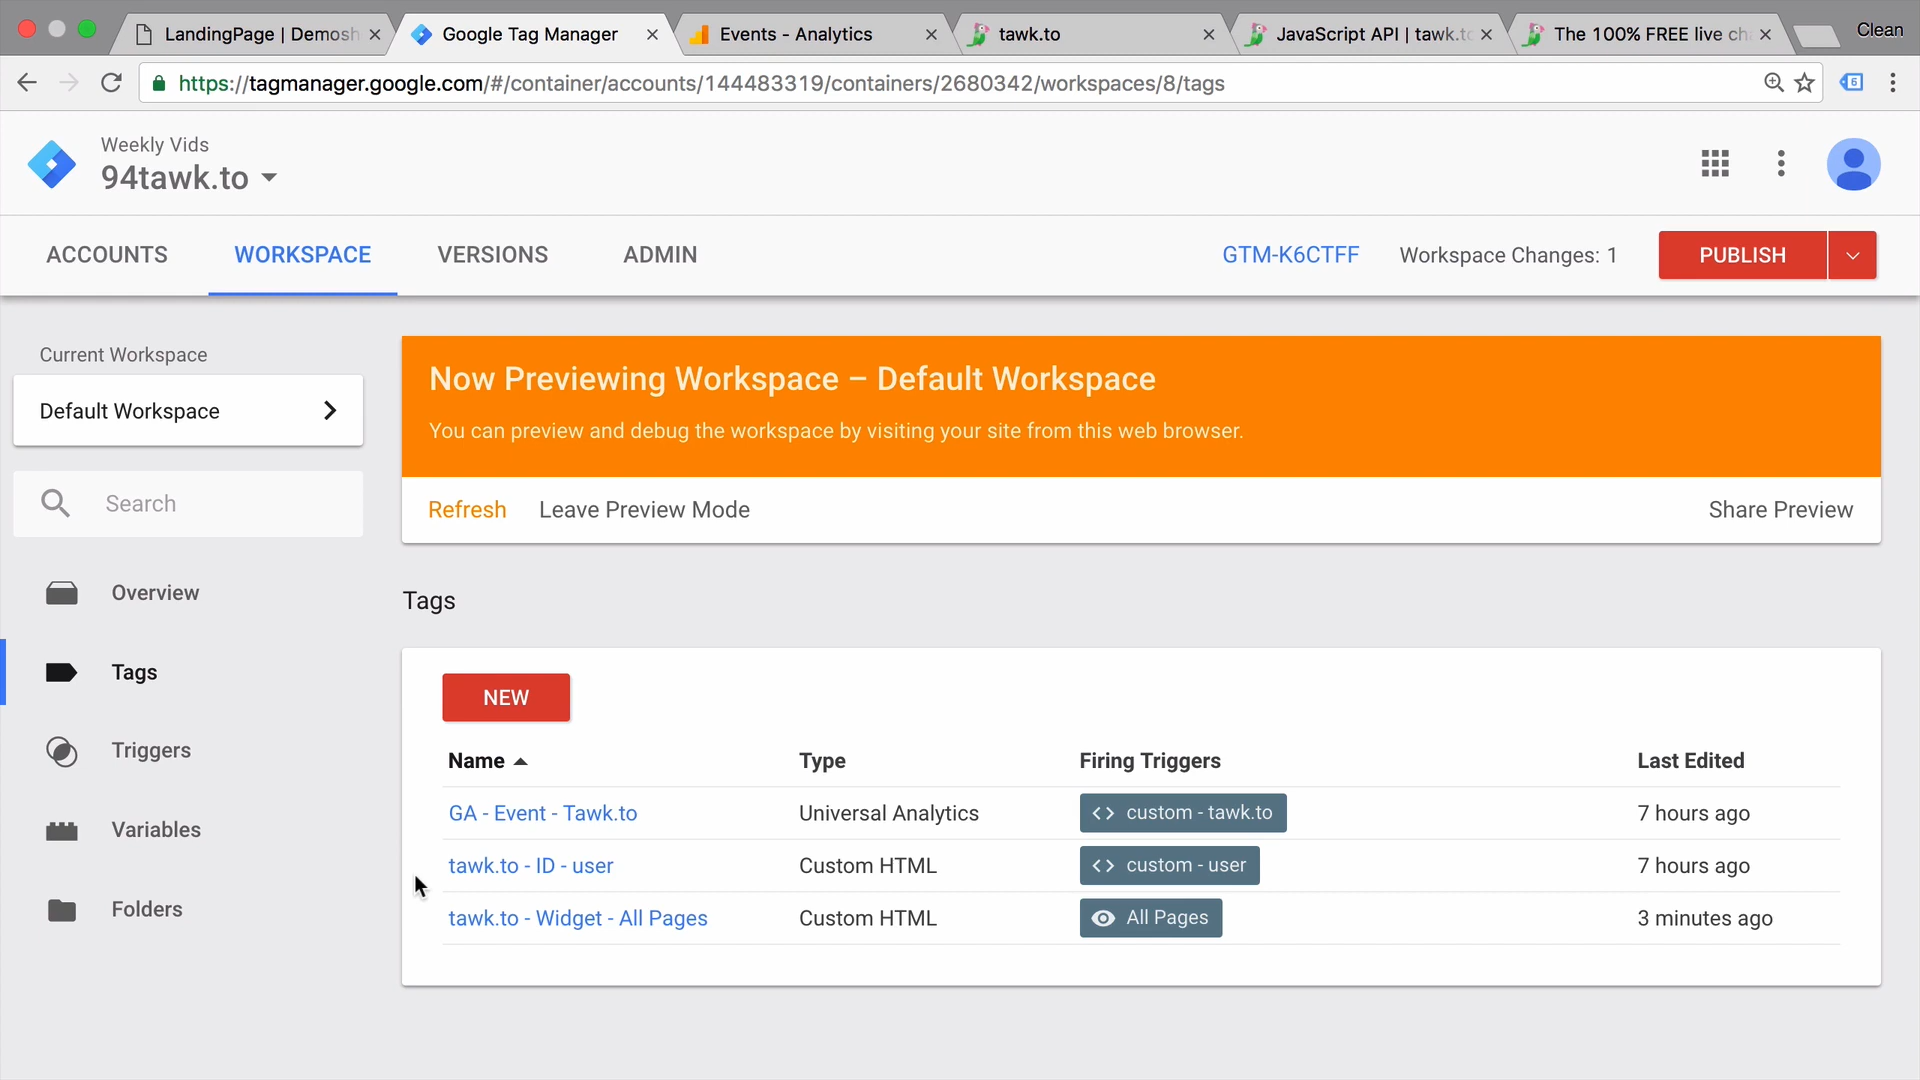 LandingPage | Demosh
Google Tag Manager
Events - Analytics
tawk.to
JavaScript API | tawk.to
The 100% FREE live ch
Clean
https://tagmanager.google.com/#/container/accounts/144483319/containers/2680342/workspaces/8/tags
6
Weekly Vids
94tawk.to
ACCOUNTS
WORKSPACE
VERSIONS
ADMIN
GTM-K6CTFF
Workspace Changes: 1
PUBLISH
Current Workspace
Default Workspace
Search
Overview
Tags
Triggers
Variables
Folders
Now Previewing Workspace – Default Workspace
You can preview and debug the workspace by visiting your site from this web browser.
Refresh
Leave Preview Mode
Share Preview
Tags
NEW
Name Type Firing Triggers Last Edited
GA - Event - Tawk.to Universal Analytics custom - tawk.to 7 hours ago
tawk.to - ID - user Custom HTML custom - user 7 hours ago
tawk.to - Widget - All Pages Custom HTML All Pages 3 minutes ago